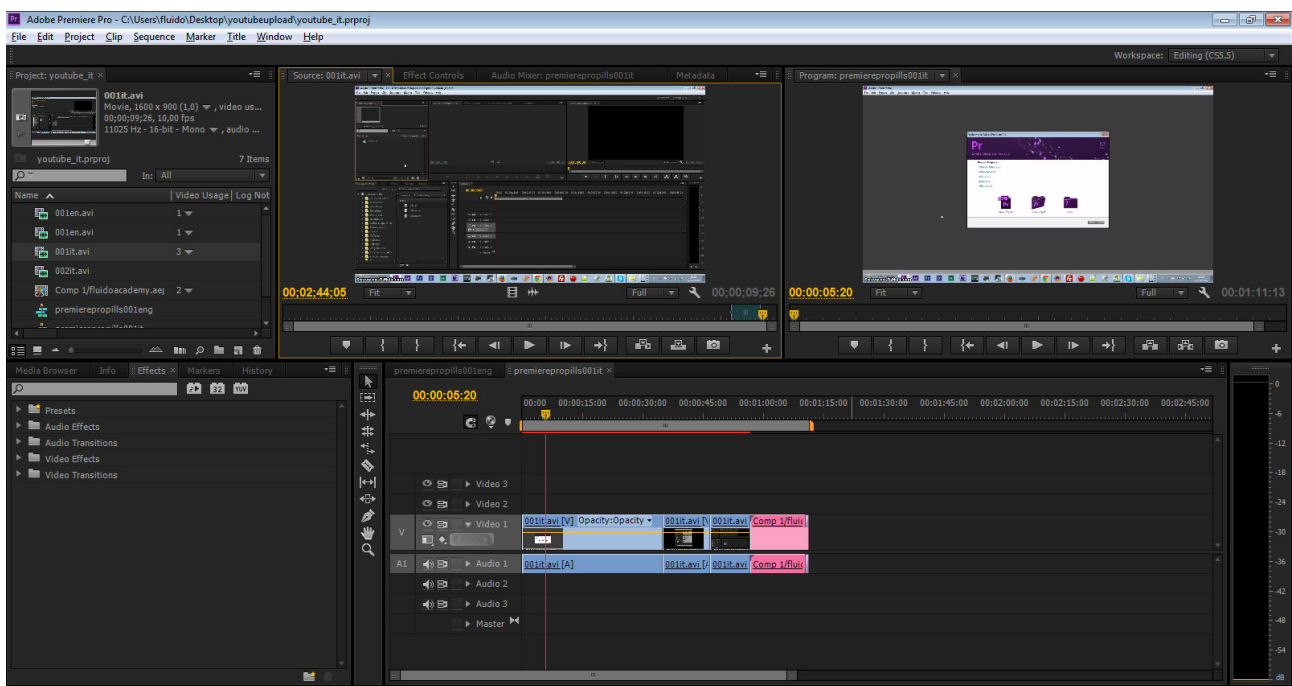 Adobe Premiere Pro - C:\Users\fluido\Desktop\youtubeupload\youtube_it.prproj
File Edit Project Clip Sequence Marker Title Window Help
Workspace: Editing (CS5.5)
Project: youtube_it
001it.avi
Movie, 1600 x 900 (1,0) , video us...
00;00;09;26, 10,00 fps
11025 Hz - 16-bit - Mono , audio ...
youtube_it.prproj 7 Items
In: All
Name Video Usage Log Not
001en.avi 1
001en.avi 1
001it.avi 3
002it.avi
Comp 1/fluidoacademy.aep 2
premierepropills001eng
Source: 001it.avi Effect Controls Audio Mixer: premierepropills001it Metadata
00;02;44;05 Fit Full 00;00;09;26
Program: premierepropills001it
Pr
00:00:05:20 Fit Full 00:01:11:13
Media Browser Info Effects Markers History
32 YUV
Presets
Audio Effects
Audio Transitions
Video Effects
Video Transitions
premierepropills001eng premierepropills001it
00:00:05:20
00:00 00:00:15:00 00:00:30:00 00:00:45:00 00:01:00:00 00:01:15:00 00:01:30:00 00:01:45:00 00:02:00:00 00:02:15:00 00:02:30:00 00:02:45:00
Video 3
Video 2
V Video 1
001it.avi [V] Opacity:Opacity 001it.avi [V 001it.avi Comp 1/fluid
A1 Audio 1
001it.avi [A] 001it.avi [A 001it.avi Comp 1/fluid
Audio 2
Audio 3
Master
0
-6
-12
-18
-24
-30
-36
-42
-48
-54
dB